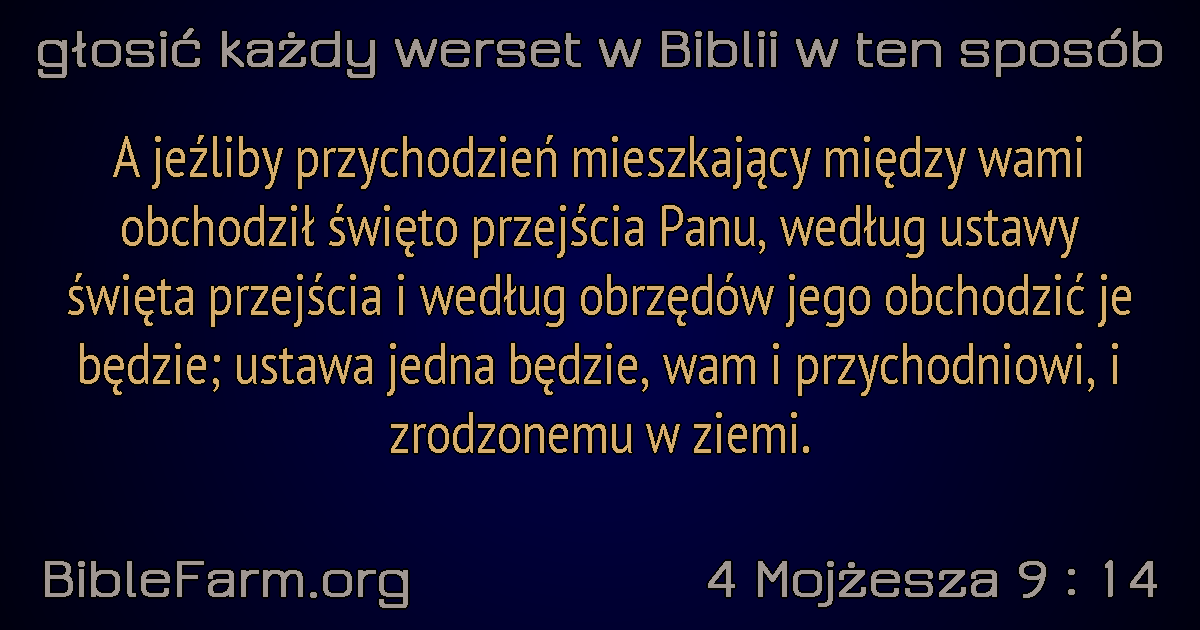 głosić każdy werset w Biblii w ten sposób
A jeźliby przychodzień mieszkający między wami
obchodził święto przejścia Panu, według ustawy
święta przejścia i według obrzędów jego obchodzić je
będzie; ustawa jedna będzie, wam i przychodniowi, i
zrodzonemu w ziemi.
BibleFarm.org
4 Mojżesza 9 : 14